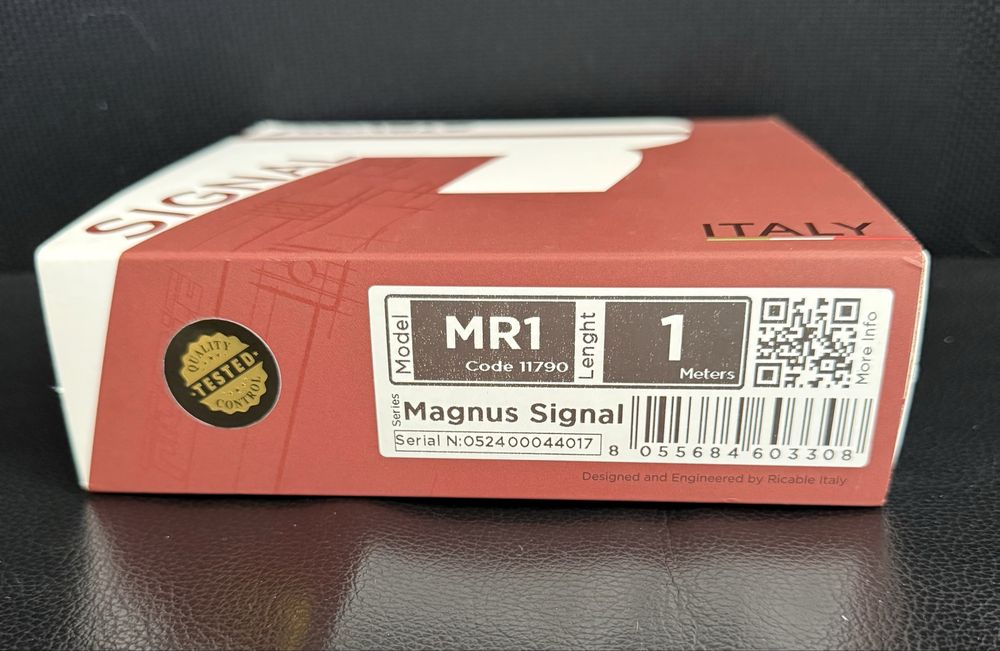 SIGNAL
ITALY
QUALITY
TESTED
CONTROL
Model
MR1
Code 11790
Lenght
1
Meters
More Info
Series
Magnus Signal
Serial N:052400044017
8 055684 603308
Designed and Engineered by Ricable Italy